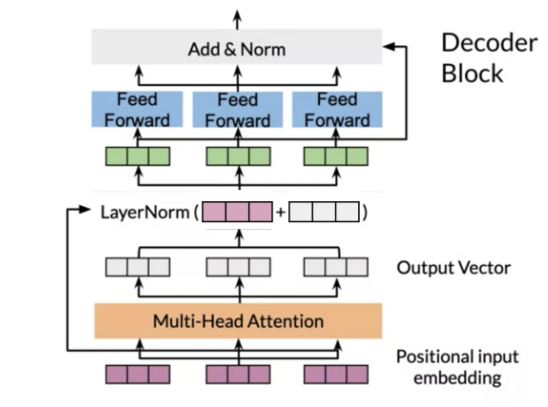 Add & Norm
Decoder
Block
Feed
Forward
Feed
Forward
Feed
Forward
LayerNorm ( + )
Output Vector
Multi-Head Attention
Positional input
embedding